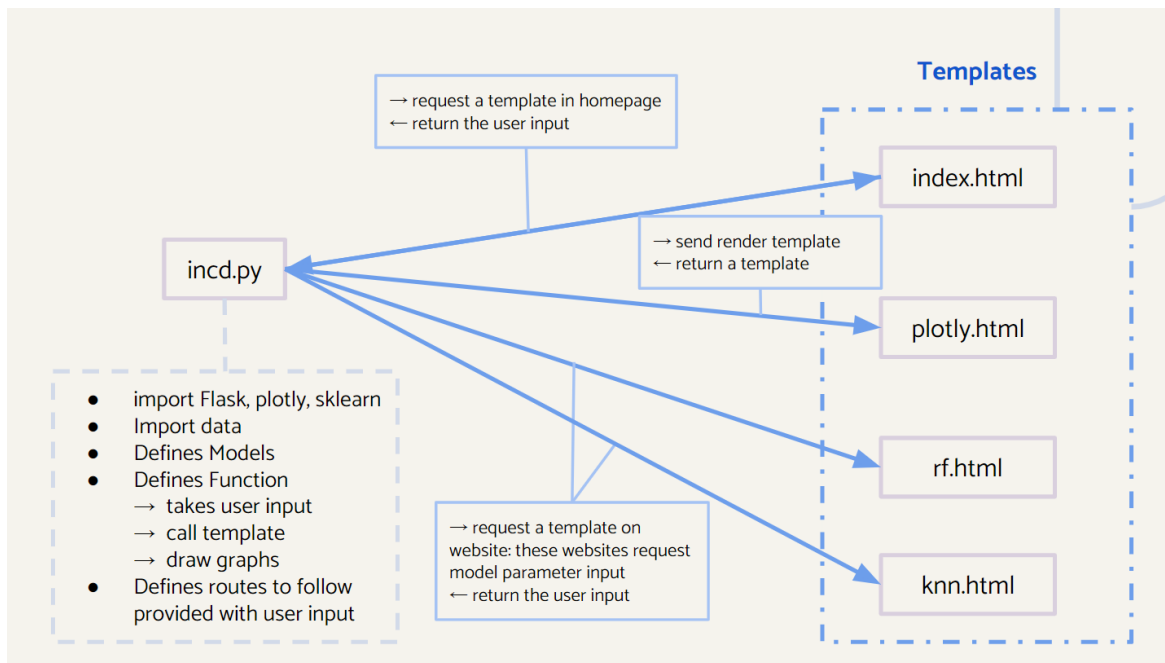 Templates
→ request a template in homepage
← return the user input
index.html
→ send render template
← return a template
incd.py
plotly.html
● import Flask, plotly, sklearn
● Import data
● Defines Models
● Defines Function
→ takes user input
→ call template
→ draw graphs
● Defines routes to follow
provided with user input
rf.html
→ request a template on
website: these websites request
model parameter input
← return the user input
knn.html